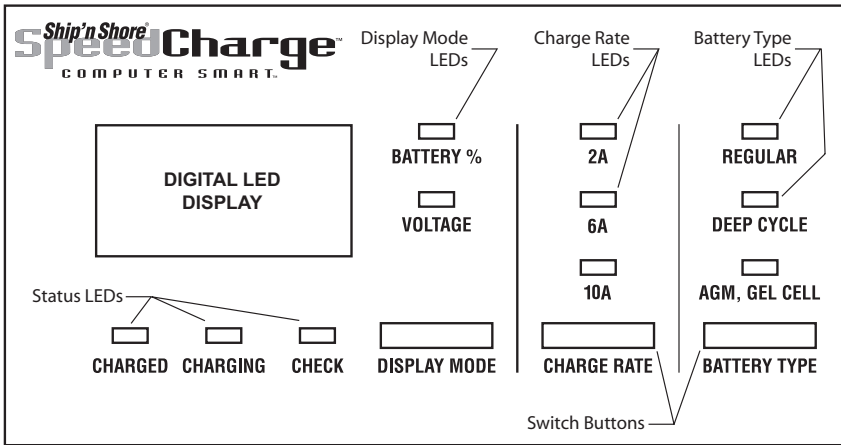 Ship'n Shore®
SpeedCharge™
COMPUTER SMART™
Display Mode
LEDs
Charge Rate
LEDs
Battery Type
LEDs
DIGITAL LED
DISPLAY
BATTERY %
VOLTAGE
2A
6A
10A
REGULAR
DEEP CYCLE
AGM, GEL CELL
Status LEDs
CHARGED
CHARGING
CHECK
DISPLAY MODE
CHARGE RATE
BATTERY TYPE
Switch Buttons